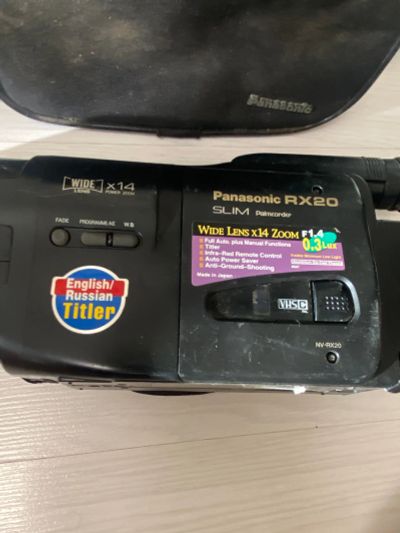 Panasonic
WIDE
LENS
x14
POWER ZOOM
Panasonic RX20
SLIM Palmcorder
FADE
PROGRAMME AE
W.B
WIDE LENS X14 ZOOM F1.4
Full Auto. plus Manual Functions
0.3Lux
Titler
Infra-Red Remote Control
Auto Power Saver
Anti-Ground-Shooting
Made in Japan
English/
Russian
Titler
VHSC
NV-RX20